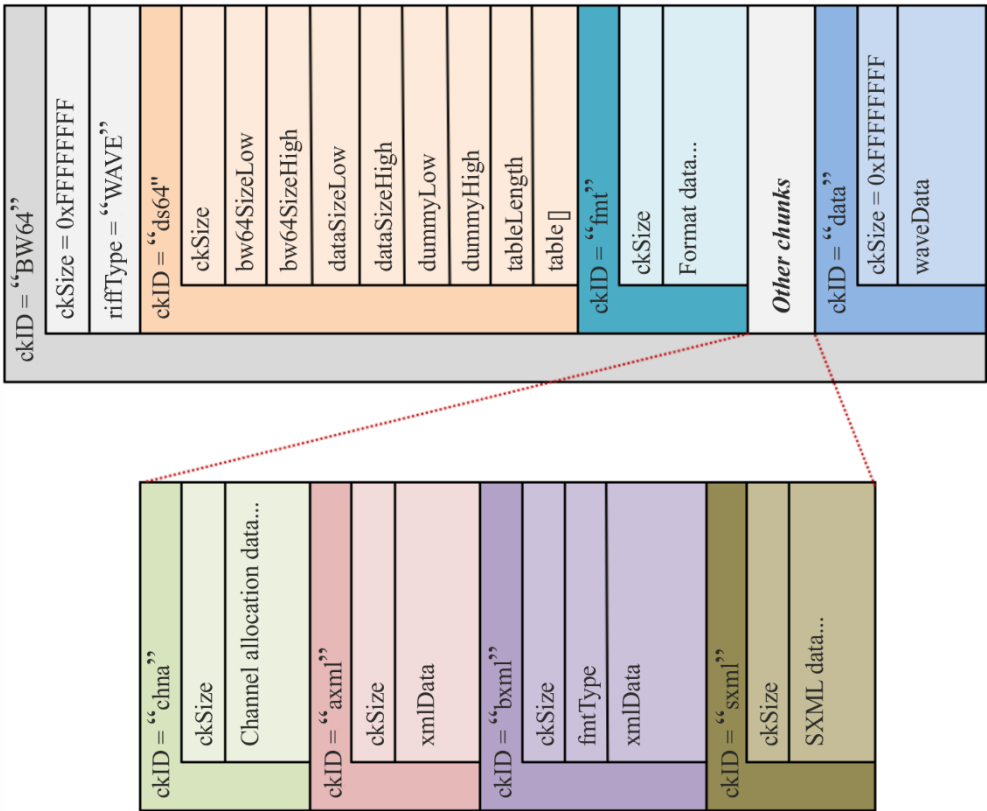 ckID = “BW64”
ckSize = 0xFFFFFFFF
riffType = “WAVE”
ckID = “ds64"
ckSize
bw64SizeLow
bw64SizeHigh
dataSizeLow
dataSizeHigh
dummyLow
dummyHigh
tableLength
table[]
ckID = “fmt”
ckSize
Format data...
Other chunks
ckID = “data”
ckSize = 0xFFFFFFFF
waveData
ckID = “chna”
ckSize
Channel allocation data...
ckID = “axml”
ckSize
xmlData
ckID = “bxml”
ckSize
fmtType
xmlData
ckID = “sxml”
ckSize
SXML data...